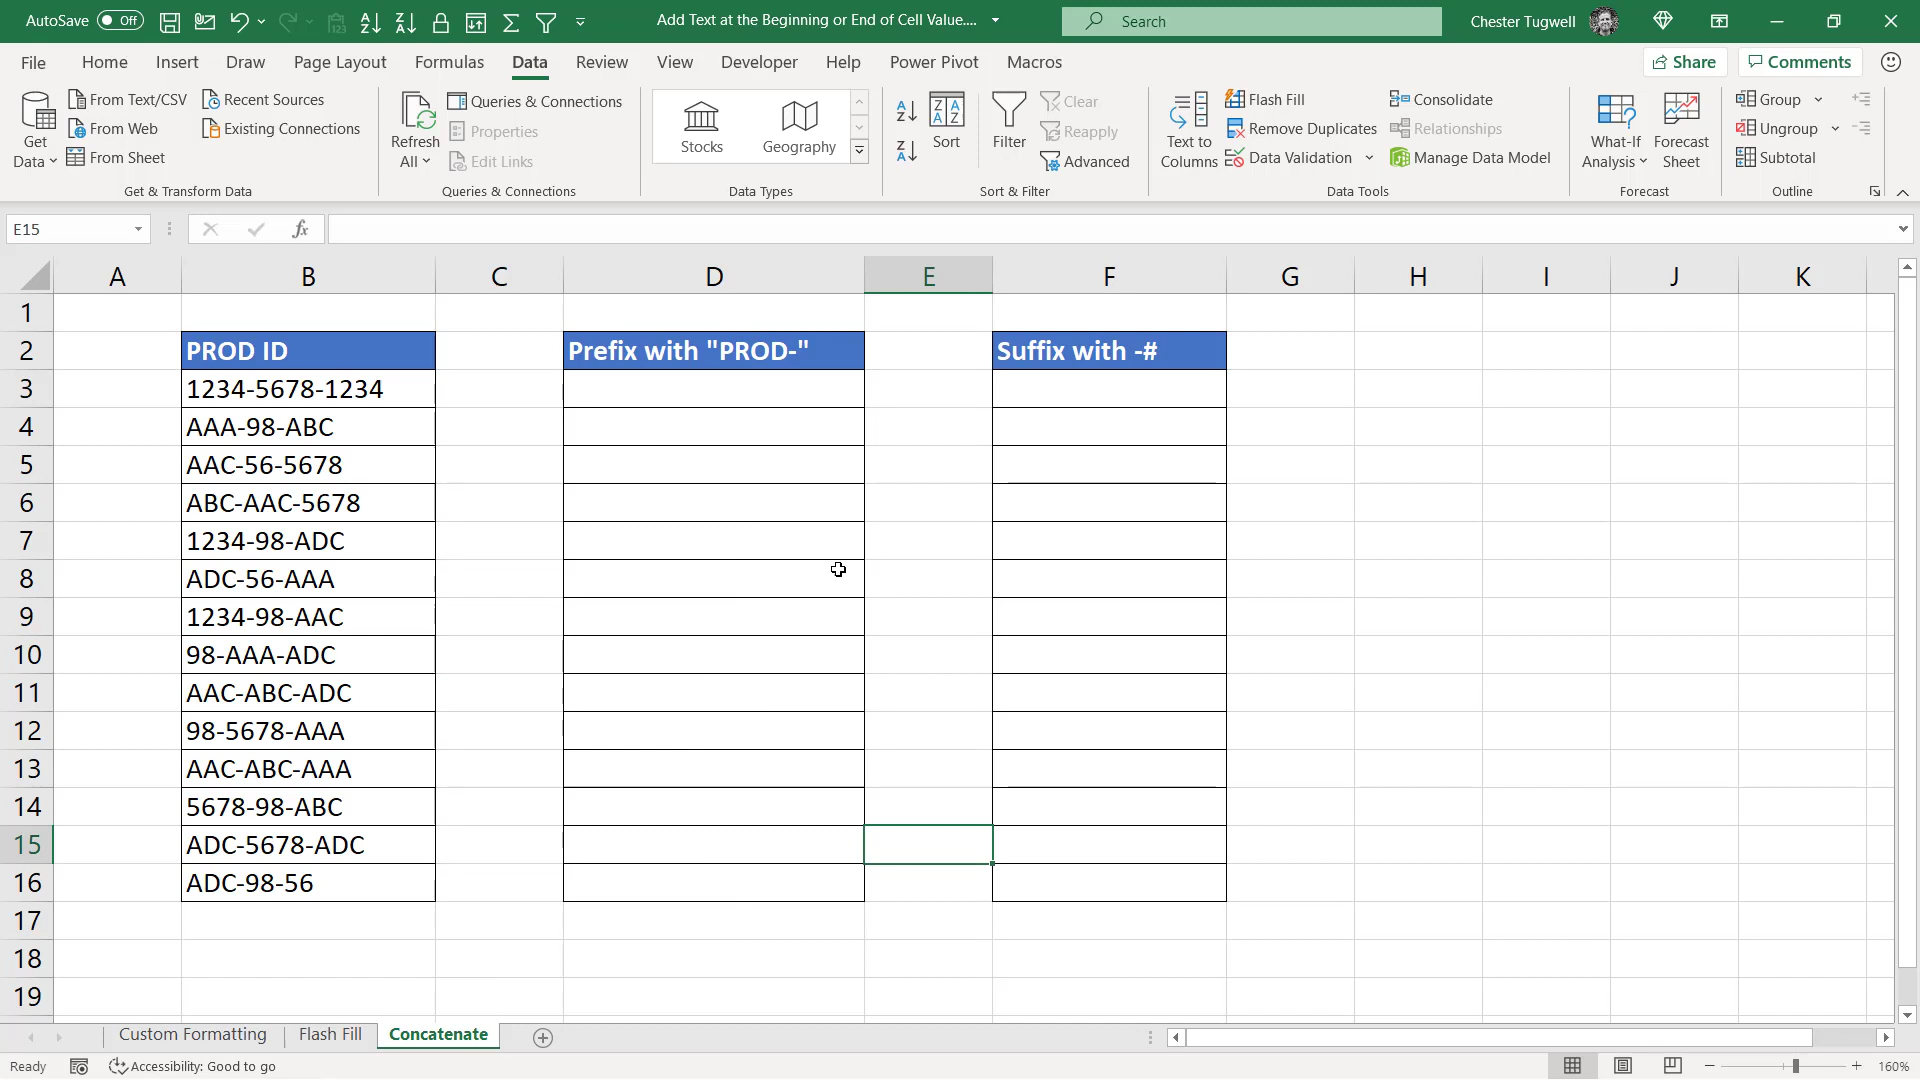 AutoSave Off
Add Text at the Beginning or End of Cell Value....
Search
Chester Tugwell
File Home Insert Draw Page Layout Formulas Data Review View Developer Help Power Pivot Macros
Share Comments
Get Data
From Text/CSV
From Web
From Sheet
Recent Sources
Existing Connections
Get & Transform Data
Refresh All
Queries & Connections
Properties
Edit Links
Queries & Connections
Stocks
Geography
Data Types
Sort
Filter
Clear
Reapply
Advanced
Sort & Filter
Text to Columns
Flash Fill
Remove Duplicates
Data Validation
Consolidate
Relationships
Manage Data Model
Data Tools
What-If Analysis
Forecast Sheet
Forecast
Group
Ungroup
Subtotal
Outline
E15
fx
A B C D E F G H I J K
1
2 PROD ID Prefix with "PROD-" Suffix with -#
3 1234-5678-1234
4 AAA-98-ABC
5 AAC-56-5678
6 ABC-AAC-5678
7 1234-98-ADC
8 ADC-56-AAA
9 1234-98-AAC
10 98-AAA-ADC
11 AAC-ABC-ADC
12 98-5678-AAA
13 AAC-ABC-AAA
14 5678-98-ABC
15 ADC-5678-ADC
16 ADC-98-56
17
18
19
Custom Formatting Flash Fill Concatenate
Ready Accessibility: Good to go 160%